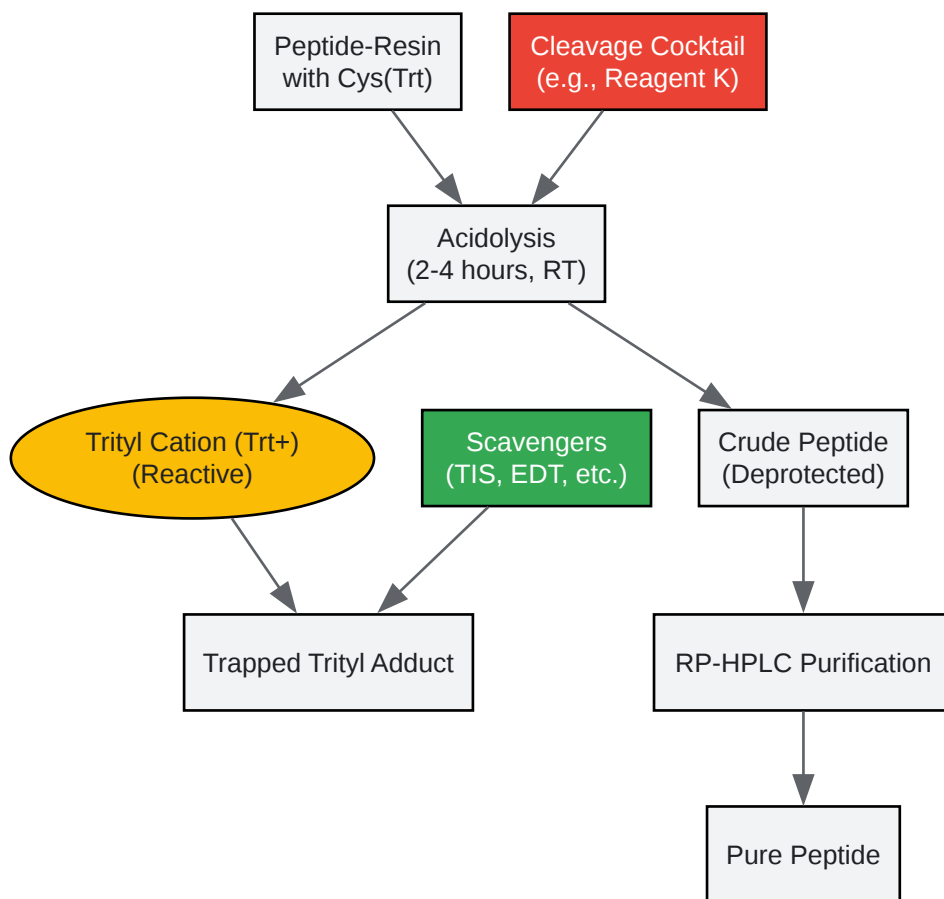 Peptide-Resin
with Cys(Trt)
Cleavage Cocktail
(e.g., Reagent K)
Acidolysis
(2-4 hours, RT)
Trityl Cation (Trt+)
(Reactive)
Scavengers
(TIS, EDT, etc.)
Crude Peptide
(Deprotected)
Trapped Trityl Adduct
RP-HPLC Purification
Pure Peptide